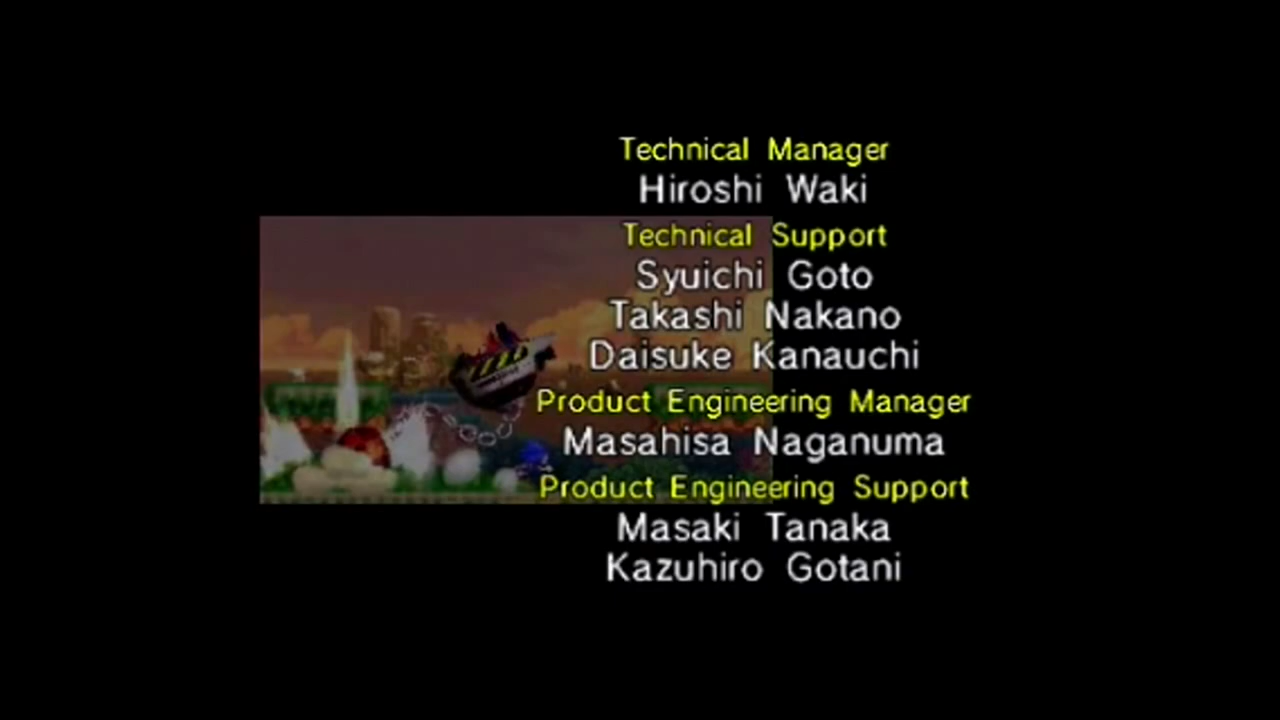 Technical Manager
Hiroshi Waki
Technical Support
Syuichi Goto
Takashi Nakano
Daisuke Kanauchi
Product Engineering Manager
Masahisa Naganuma
Product Engineering Support
Masaki Tanaka
Kazuhiro Gotani